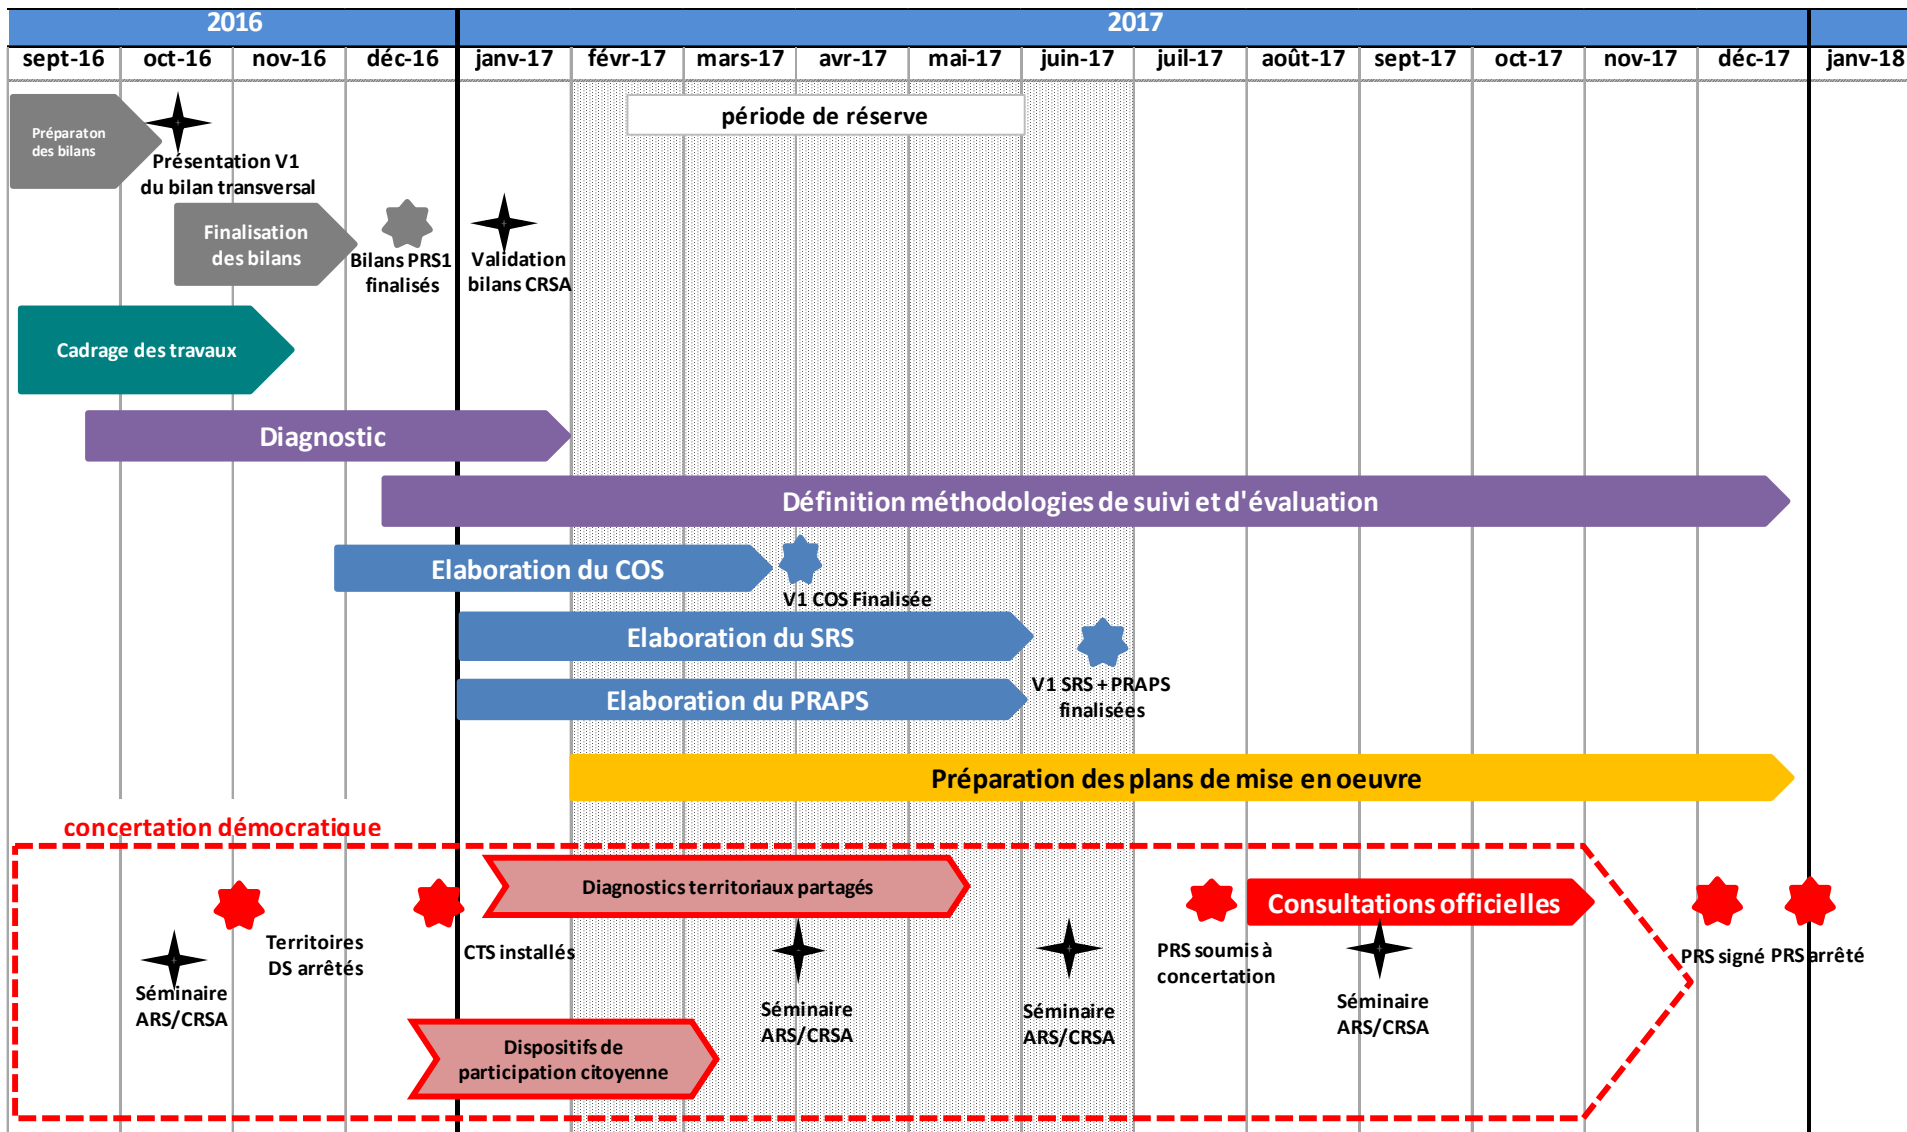 2016
2017
sept-16
oct-16
nov-16
déc-16
janv-17
févr-17
mars-17
avr-17
mai-17
juin-17
juil-17
août-17
sept-17
oct-17
nov-17
déc-17
janv-18
Préparaton
des bilans
Présentation V1
du bilan transversal
période de réserve
Finalisation
des bilans
Bilans PRS1
finalisés
Validation
bilans CRSA
Cadrage des travaux
Diagnostic
Définition méthodologies de suivi et d'évaluation
Elaboration du COS
V1 COS Finalisée
Elaboration du SRS
Elaboration du PRAPS
V1 SRS + PRAPS
finalisées
Préparation des plans de mise en oeuvre
concertation démocratique
Diagnostics territoriaux partagés
Consultations officielles
Territoires
DS arrêtés
CTS installés
PRS soumis à
concertation
PRS signé
PRS arrêté
Séminaire
ARS/CRSA
Séminaire
ARS/CRSA
Séminaire
ARS/CRSA
Séminaire
ARS/CRSA
Dispositifs de
participation citoyenne